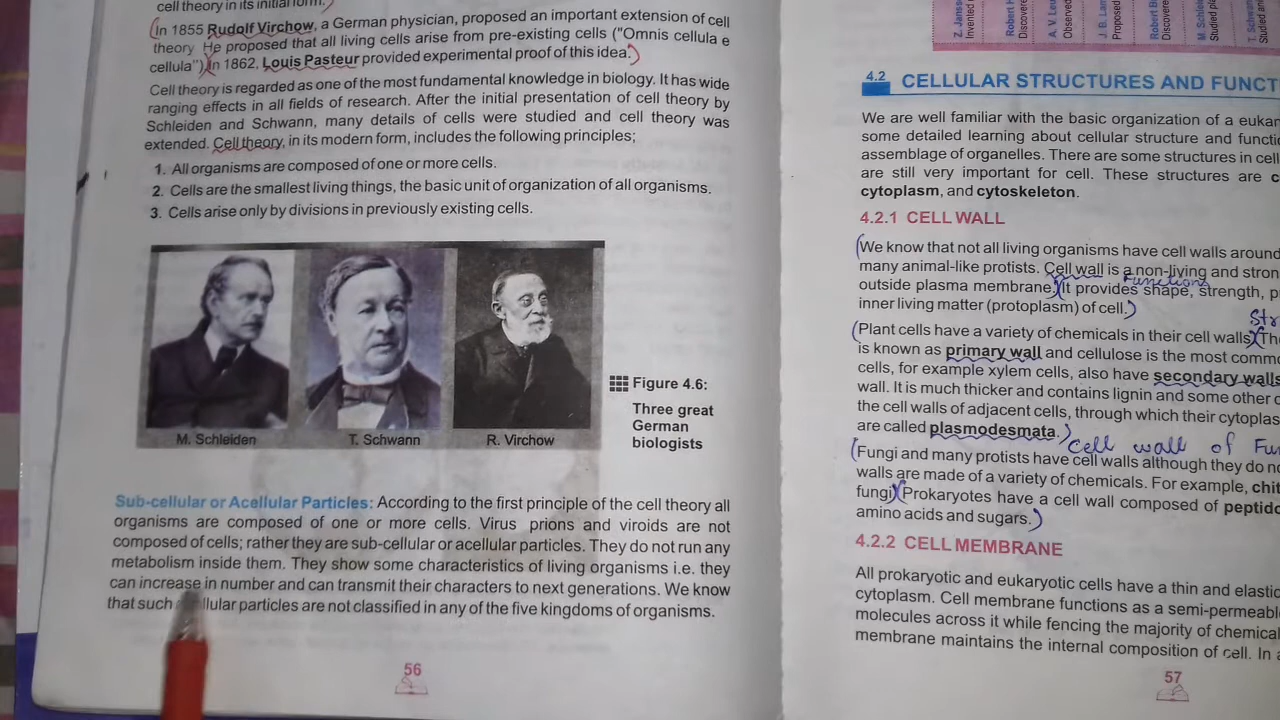 cell theory in its initial form.
In 1855 Rudolf Virchow, a German physician, proposed an important extension of cell
theory He proposed that all living cells arise from pre-existing cells ("Omnis cellula e
cellula") In 1862, Louis Pasteur provided experimental proof of this idea.
Cell theory is regarded as one of the most fundamental knowledge in biology. It has wide
ranging effects in all fields of research. After the initial presentation of cell theory by
Schleiden and Schwann, many details of cells were studied and cell theory was
extended. Cell theory, in its modern form, includes the following principles;
1. All organisms are composed of one or more cells.
2. Cells are the smallest living things, the basic unit of organization of all organisms.
3. Cells arise only by divisions in previously existing cells.
M. Schleiden
T. Schwann
R. Virchow
Figure 4.6:
Three great
German
biologists
Sub-cellular or Acellular Particles: According to the first principle of the cell theory all
organisms are composed of one or more cells. Virus prions and viroids are not
composed of cells; rather they are sub-cellular or acellular particles. They do not run any
metabolism inside them. They show some characteristics of living organisms i.e. they
can increase in number and can transmit their characters to next generations. We know
that such llular particles are not classified in any of the five kingdoms of organisms.
56
Z. Janss
Invented
Robert H
Discove
A. V. Leu
Observed
J. B. Lam
Proposed
Robert B
Discovere
M. Schlei
Studied pl
T. Schwan
Studied an
4.2 CELLULAR STRUCTURES AND FUNCT
We are well familiar with the basic organization of a eukar
some detailed learning about cellular structure and functi
assemblage of organelles. There are some structures in cell
are still very important for cell. These structures are c
cytoplasm, and cytoskeleton.
4.2.1 CELL WALL
We know that not all living organisms have cell walls around
many animal-like protists. Cell wall is a non-living and stron
Functions
outside plasma membrane. It provides shape, strength, p
inner living matter (protoplasm) of cell.
Str
Plant cells have a variety of chemicals in their cell walls. Th
is known as primary wall and cellulose is the most commo
cells, for example xylem cells, also have secondary walls
wall. It is much thicker and contains lignin and some other c
the cell walls of adjacent cells, through which their cytoplas
are called plasmodesmata.
Cell wall of Fu
Fungi and many protists have cell walls although they do no
walls are made of a variety of chemicals. For example, chit
fungi. Prokaryotes have a cell wall composed of peptido
amino acids and sugars.
4.2.2 CELL MEMBRANE
All prokaryotic and eukaryotic cells have a thin and elastic
cytoplasm. Cell membrane functions as a semi-permeabl
molecules across it while fencing the majority of chemical
membrane maintains the internal composition of cell. In a
57